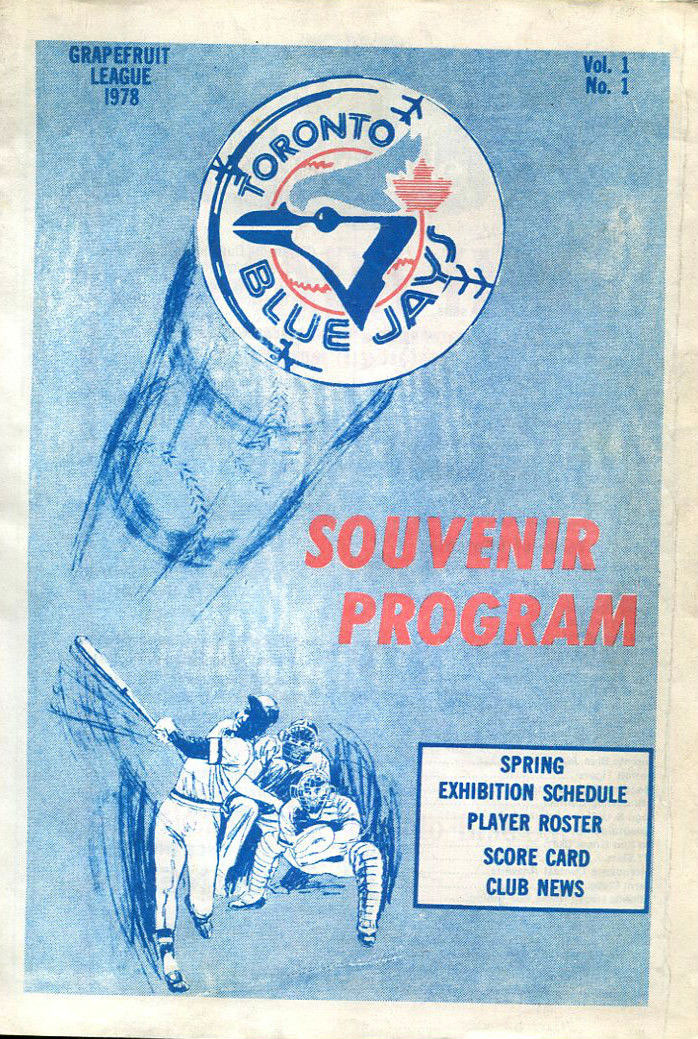 GRAPEFRUIT
LEAGUE
1978
Vol. 1
No. 1
TORONTO
BLUE JAYS
SOUVENIR
PROGRAM
SPRING
EXHIBITION SCHEDULE
PLAYER ROSTER
SCORE CARD
CLUB NEWS